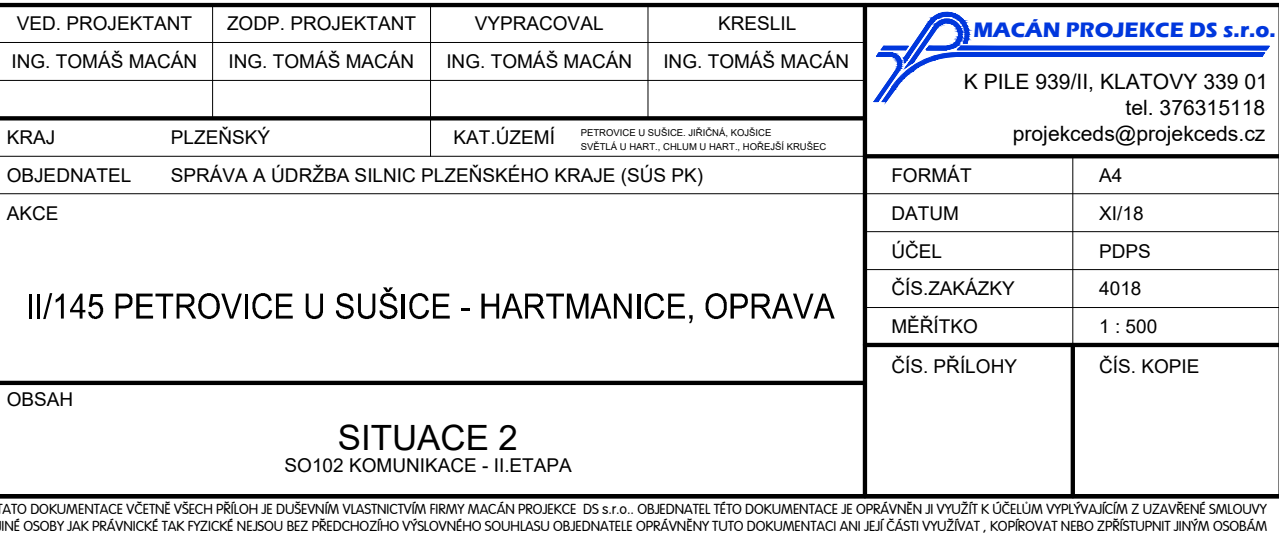 VED. PROJEKTANT ZODP. PROJEKTANT VYPRACOVAL KRESLIL
ING. TOMÁŠ MACÁN ING. TOMÁŠ MACÁN ING. TOMÁŠ MACÁN ING. TOMÁŠ MACÁN
MACÁN PROJEKCE DS s.r.o.
K PILE 939/II, KLATOVY 339 01
tel. 376315118
projekceds@projekceds.cz
KRAJ PLZEŇSKÝ KAT.ÚZEMÍ PETROVICE U SUŠICE. JIŘIČNÁ, KOJŠICE
SVĚTLÁ U HART., CHLUM U HART., HOŘEJŠÍ KRUŠEC
OBJEDNATEL SPRÁVA A ÚDRŽBA SILNIC PLZEŇSKÉHO KRAJE (SÚS PK)
AKCE
II/145 PETROVICE U SUŠICE - HARTMANICE, OPRAVA
FORMÁT A4
DATUM XI/18
ÚČEL PDPS
ČÍS.ZAKÁZKY 4018
MĚŘÍTKO 1 : 500
ČÍS. PŘÍLOHY ČÍS. KOPIE
OBSAH
SITUACE 2
SO102 KOMUNIKACE - II.ETAPA
TATO DOKUMENTACE VČETNĚ VŠECH PŘÍLOH JE DUŠEVNÍM VLASTNICTVÍM FIRMY MACÁN PROJEKCE DS s.r.o.. OBJEDNATEL TÉTO DOKUMENTACE JE OPRÁVNĚN JI VYUŽÍT K ÚČELŮM VYPLÝVAJÍCÍM Z UZAVŘENÉ SMLOUVY
JINÉ OSOBY JAK PRÁVNICKÉ TAK FYZICKÉ NEJSOU BEZ PŘEDCHOZÍHO VÝSLOVNÉHO SOUHLASU OBJEDNATELE OPRÁVNĚNY TUTO DOKUMENTACI ANI JEJÍ ČÁSTI VYUŽÍVAT , KOPÍROVAT NEBO ZPŘÍSTUPNIT JINÝM OSOBÁM